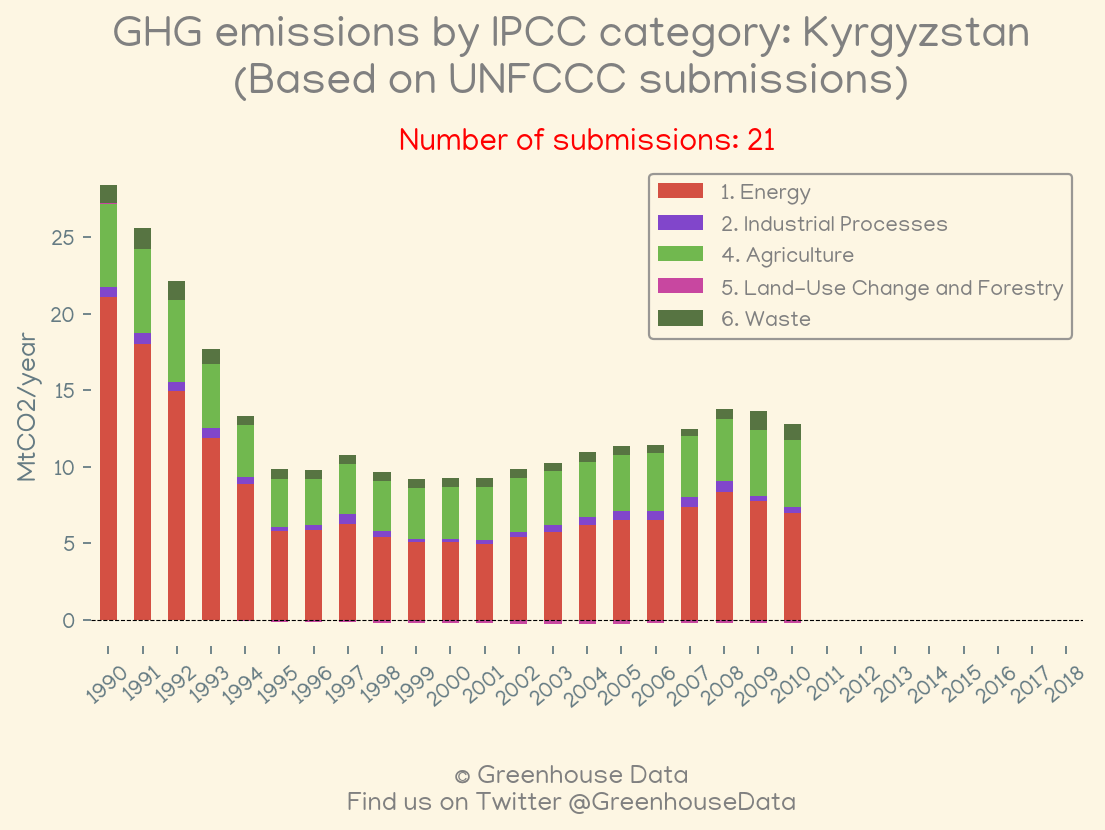 GHG emissions by IPCC category: Kyrgyzstan
(Based on UNFCCC submissions)
Number of submissions: 21
1. Energy
2. Industrial Processes
4. Agriculture
5. Land-Use Change and Forestry
6. Waste
MtCO2/year
25
20
15
10
5
0
1990 1991 1992 1993 1994 1995 1996 1997 1998 1999 2000 2001 2002 2003 2004 2005 2006 2007 2008 2009 2010 2011 2012 2013 2014 2015 2016 2017 2018
© Greenhouse Data
Find us on Twitter @GreenhouseData